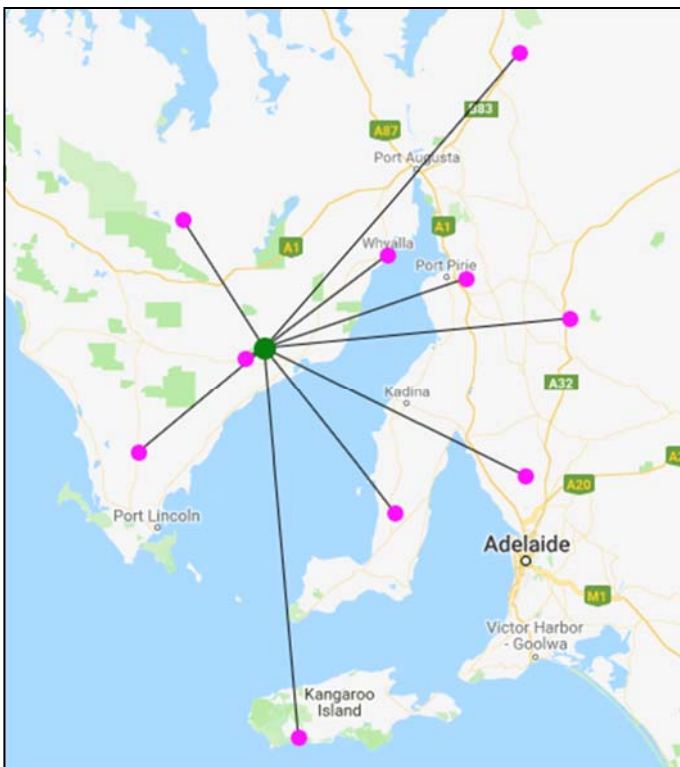 B83
A87
Port Augusta
A1
A1
Whyalla
Port Pirie
A32
Kadina
A20
Port Lincoln
Adelaide
M1
Victor Harbor
- Goolwa
Kangaroo
Island